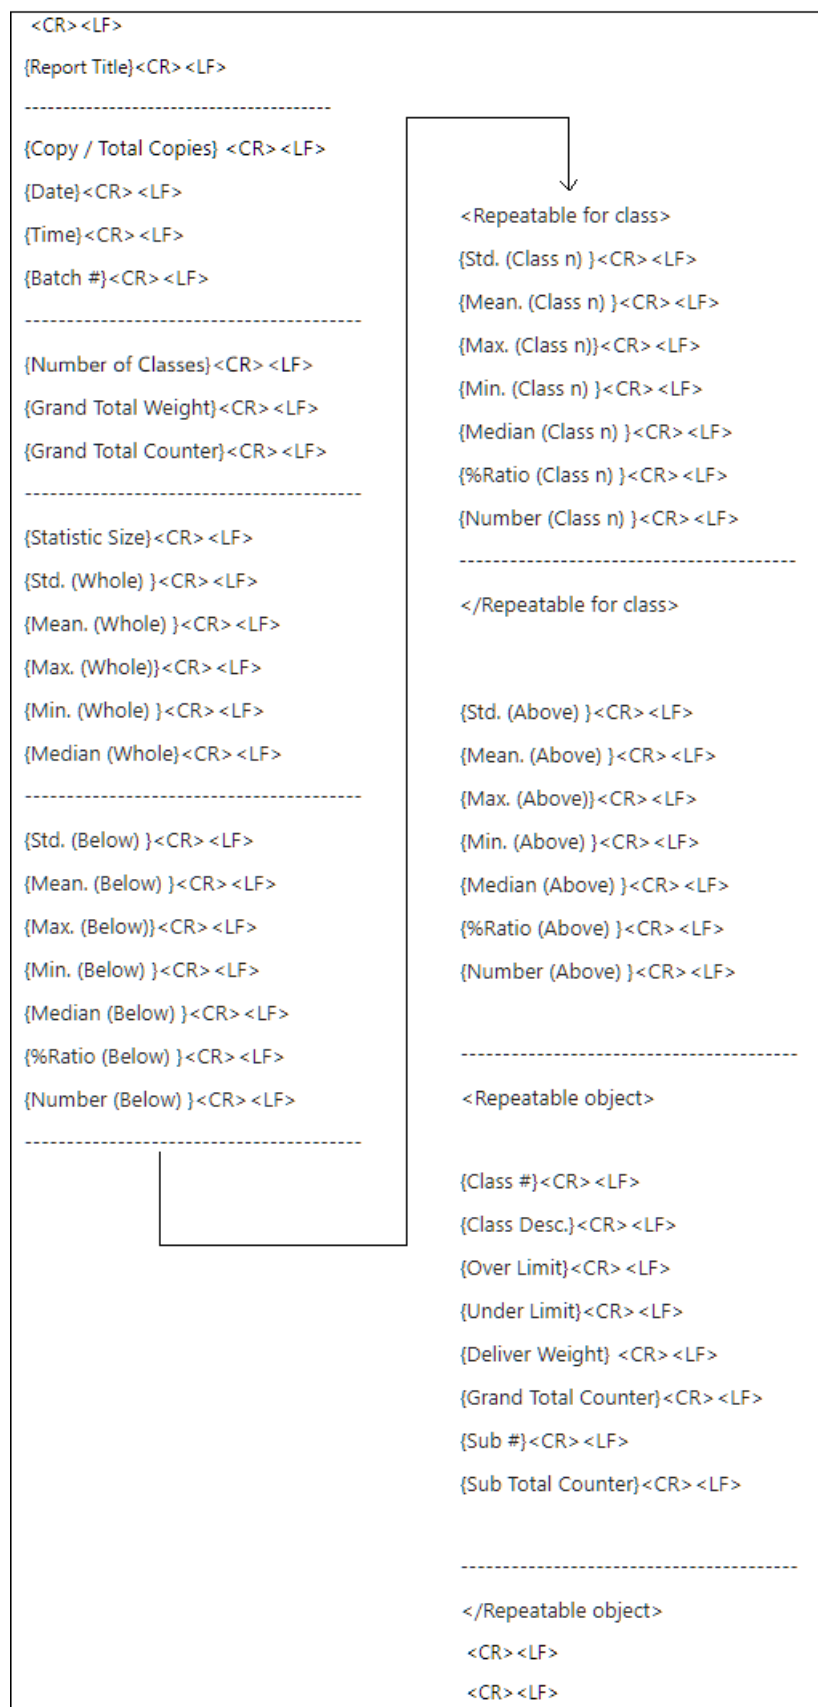 <CR><LF>
{Report Title}<CR><LF>
---------------------------------------
{Copy / Total Copies} <CR><LF>
{Date}<CR><LF>
{Time}<CR><LF>
{Batch #}<CR><LF>
----------------------------------------
{Number of Classes}<CR><LF>
{Grand Total Weight}<CR><LF>
{Grand Total Counter}<CR><LF>
----------------------------------------
{Statistic Size}<CR><LF>
{Std. (Whole) }<CR><LF>
{Mean. (Whole) }<CR><LF>
{Max. (Whole)}<CR><LF>
{Min. (Whole) }<CR><LF>
{Median (Whole}<CR><LF>
----------------------------------------
{Std. (Below) }<CR><LF>
{Mean. (Below) }<CR><LF>
{Max. (Below)}<CR><LF>
{Min. (Below) }<CR><LF>
{Median (Below) }<CR><LF>
{%Ratio (Below) }<CR><LF>
{Number (Below) }<CR><LF>
----------------------------------------
<Repeatable for class>
{Std. (Class n) }<CR><LF>
{Mean. (Class n) }<CR><LF>
{Max. (Class n)}<CR><LF>
{Min. (Class n) }<CR><LF>
{Median (Class n) }<CR><LF>
{%Ratio (Class n) }<CR><LF>
{Number (Class n) }<CR><LF>
----------------------------------------
</Repeatable for class>
{Std. (Above) }<CR><LF>
{Mean. (Above) }<CR><LF>
{Max. (Above)}<CR><LF>
{Min. (Above) }<CR><LF>
{Median (Above) }<CR><LF>
{%Ratio (Above) }<CR><LF>
{Number (Above) }<CR><LF>
----------------------------------------
<Repeatable object>
{Class #}<CR><LF>
{Class Desc.}<CR><LF>
{Over Limit}<CR><LF>
{Under Limit}<CR><LF>
{Deliver Weight} <CR><LF>
{Grand Total Counter}<CR><LF>
{Sub #}<CR><LF>
{Sub Total Counter}<CR><LF>
----------------------------------------
</Repeatable object>
<CR><LF>
<CR><LF>